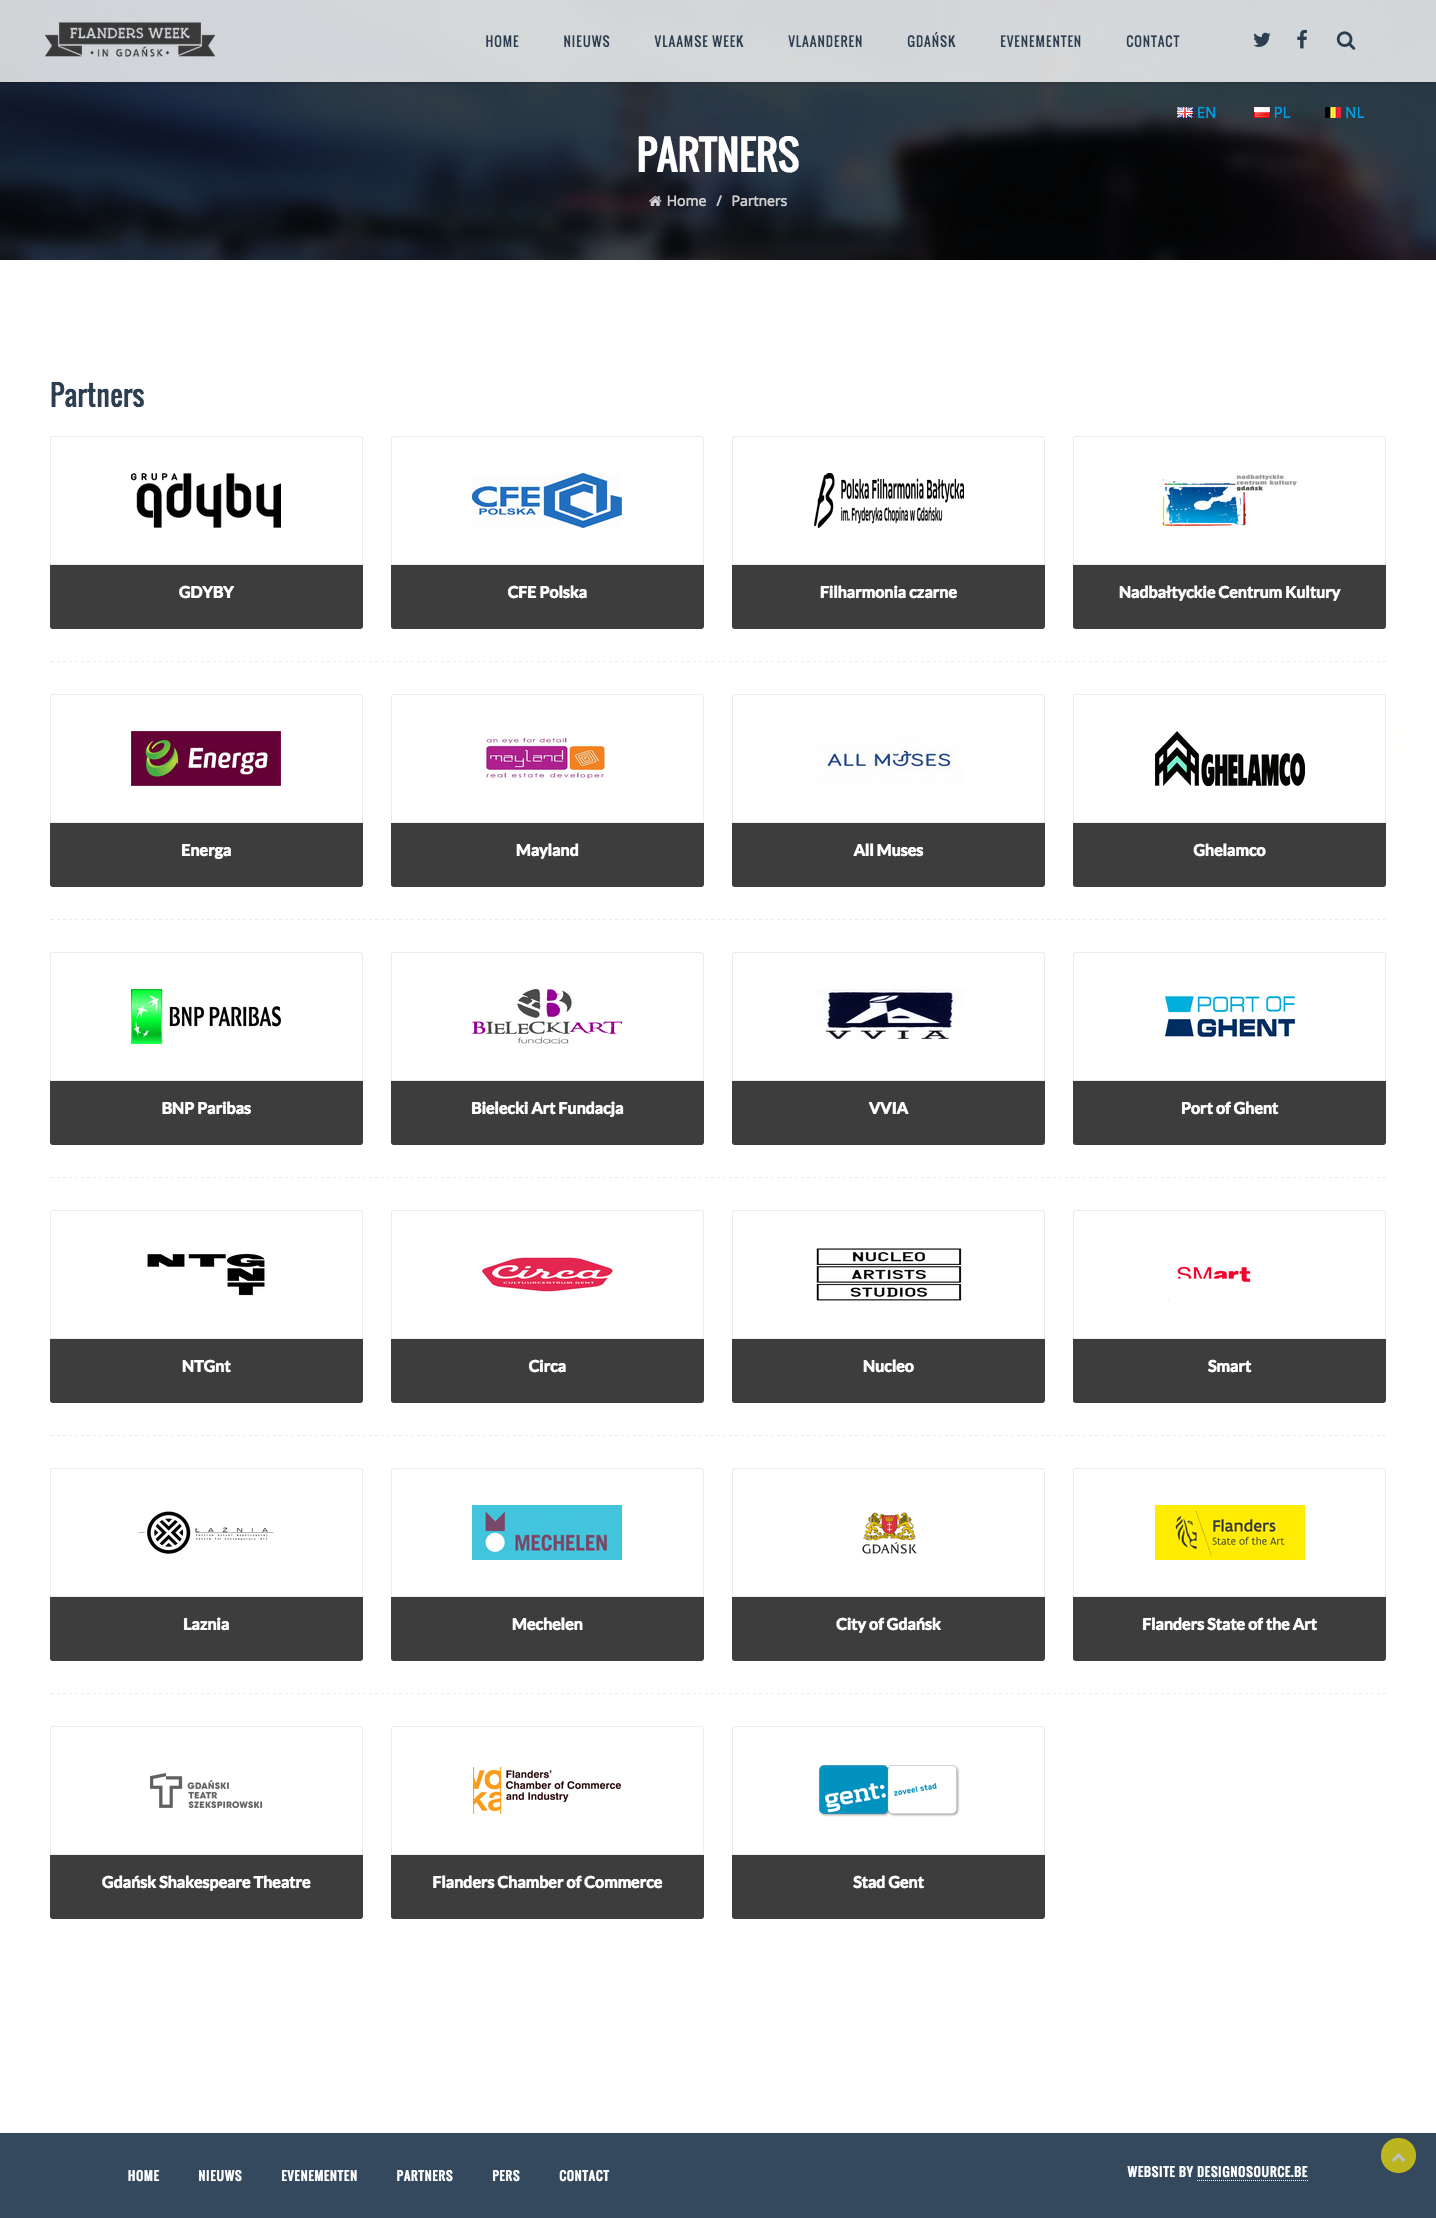 FLANDERS WEEK
IN GDAŃSK
HOME NIEUWS VLAAMSE WEEK VLAANDEREN GDAŃSK EVENEMENTEN CONTACT
EN PL NL
PARTNERS
Home / Partners
Partners
GRUPA
gdyby
GDYBY
CFE
POLSKA
CFE Polska
Polska Filharmonia Bałtycka
im. Fryderyka Chopina w Gdańsku
Filharmonia czarne
nadbałtyckie
centrum kultury
gdańsk
Nadbałtyckie Centrum Kultury
Energa
Energa
an eye for detail
mayland
real estate developer
Mayland
ALL MUSES
All Muses
GHELAMCO
Ghelamco
BNP PARIBAS
BNP Paribas
BIELECKIART
fundacja
Bielecki Art Fundacja
VVIA
VVIA
PORT OF
GHENT
Port of Ghent
NTG
N
T
NTGnt
Circa
CULTUURCENTRUM GENT
Circa
NUCLEO
ARTISTS
STUDIOS
Nucleo
SMart
Smart
ŁAŹNIA
Laznia
MECHELEN
Mechelen
GDAŃSK
City of Gdańsk
Flanders
State of the Art
Flanders State of the Art
GDAŃSKI
TEATR
SZEKSPIROWSKI
Gdańsk Shakespeare Theatre
vo
ka
Flanders'
Chamber of Commerce
and Industry
Flanders Chamber of Commerce
gent:
zoveel stad
Stad Gent
HOME NIEUWS EVENEMENTEN PARTNERS PERS CONTACT
WEBSITE BY DESIGNOSOURCE.BE